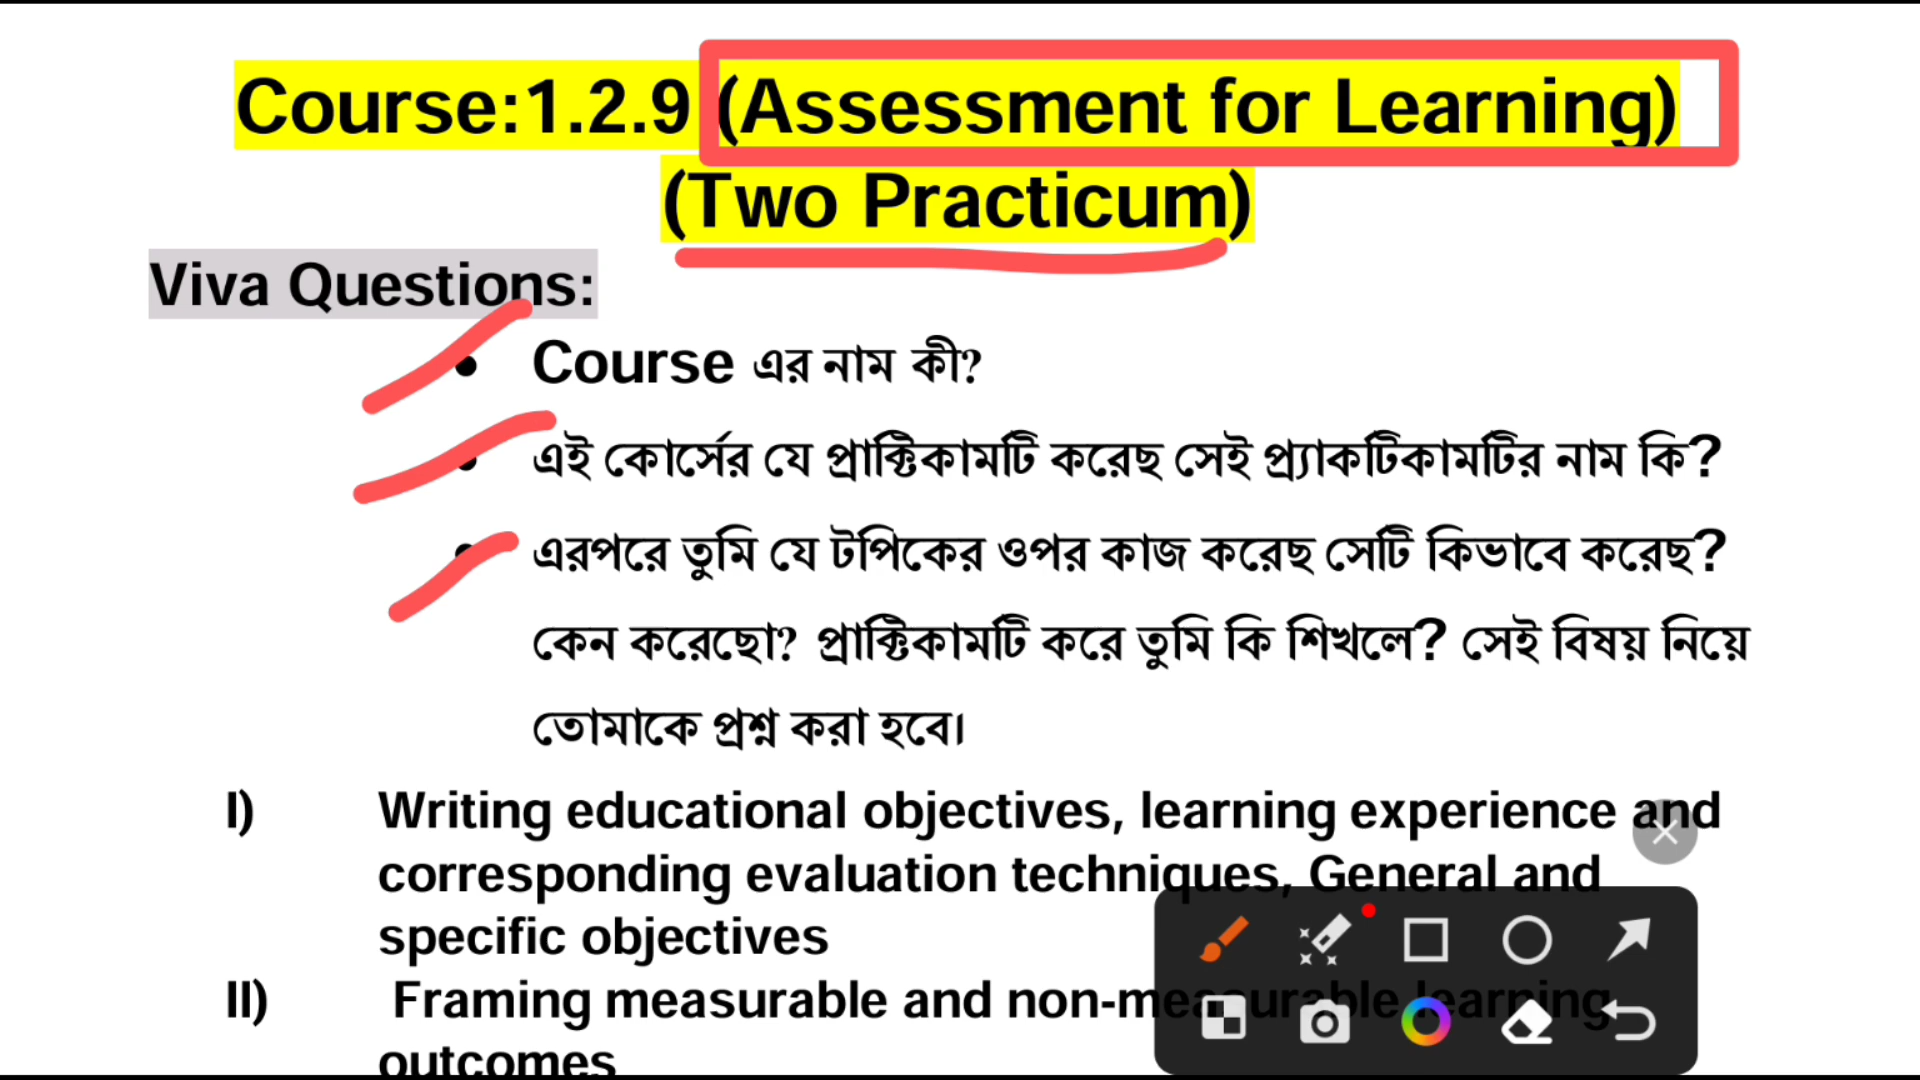 Course:1.2.9 (Assessment for Learning)
(Two Practicum)
Viva Questions:
• Course এর নাম কী?
• এই কোর্সের যে প্রাক্টিকামটি করেছ সেই প্র্যাকটিকামটির নাম কি?
• এরপরে তুমি যে টপিকের ওপর কাজ করেছ সেটি কিভাবে করেছ?
কেন করেছো? প্রাক্টিকামটি করে তুমি কি শিখলে? সেই বিষয় নিয়ে
তোমাকে প্রশ্ন করা হবে।
I) Writing educational objectives, learning experience and
corresponding evaluation techniques, General and
specific objectives
II) Framing measurable and non-measurable learning
outcomes